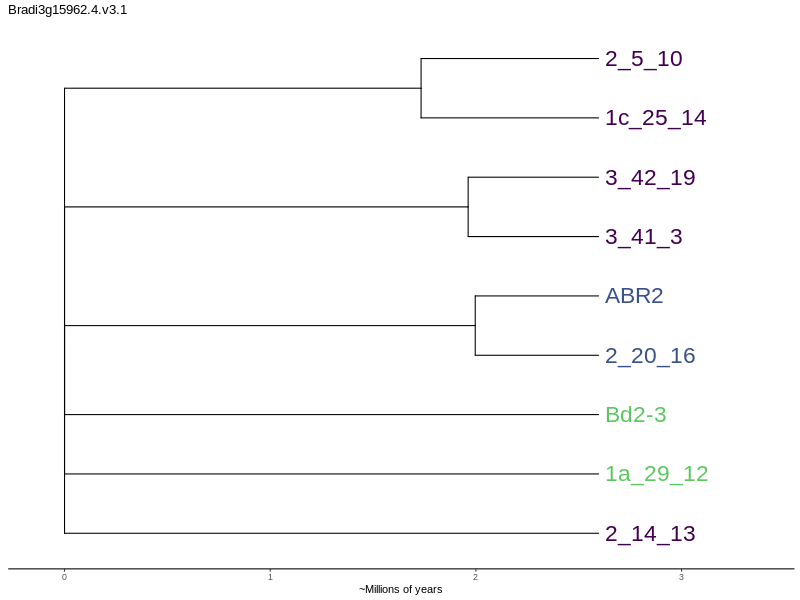 Bradi3g15962.4.v3.1
2_5_10
1c_25_14
3_42_19
3_41_3
ABR2
2_20_16
Bd2-3
1a_29_12
2_14_13
0 1 2 3
~Millions of years